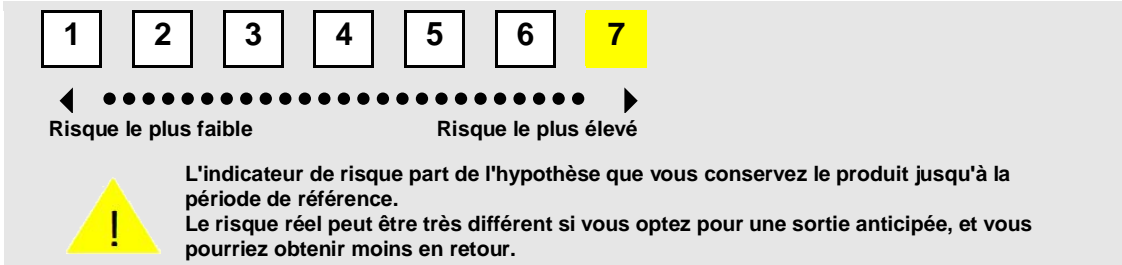 1 2 3 4 5 6 7
Risque le plus faible Risque le plus élevé
L'indicateur de risque part de l'hypothèse que vous conservez le produit jusqu'à la
période de référence.
Le risque réel peut être très différent si vous optez pour une sortie anticipée, et vous
pourriez obtenir moins en retour.
!